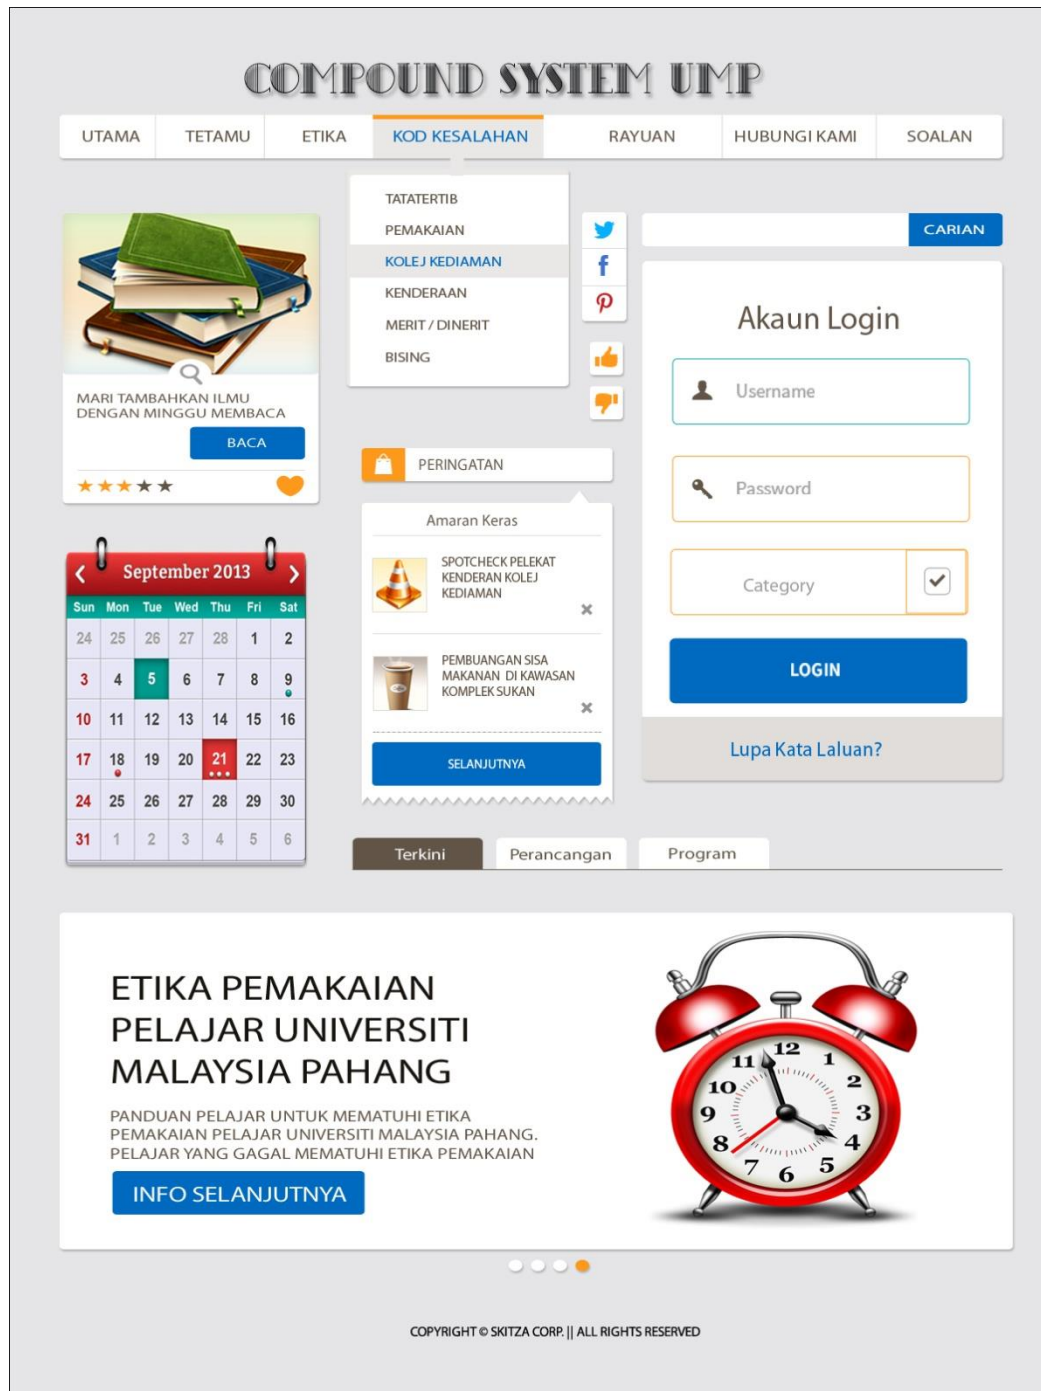 COMPOUND SYSTEM UMP
UTAMA TETAMU ETIKA KOD KESALAHAN RAYUAN HUBUNGI KAMI SOALAN
TATATERTIB
PEMAKAIAN
KOLEJ KEDIAMAN
KENDERAAN
MERIT / DINERIT
BISING
MARI TAMBAHKAN ILMU
DENGAN MINGGU MEMBACA
BACA
CARIAN
Akaun Login
Username
Password
Category
LOGIN
Lupa Kata Laluan?
PERINGATAN
Amaran Keras
SPOTCHECK PELEKAT
KENDERAN KOLEJ
KEDIAMAN
PEMBUANGAN SISA
MAKANAN DI KAWASAN
KOMPLEK SUKAN
SELANJUTNYA
September 2013
Sun Mon Tue Wed Thu Fri Sat
24 25 26 27 28 1 2
3 4 5 6 7 8 9
10 11 12 13 14 15 16
17 18 19 20 21 22 23
24 25 26 27 28 29 30
31 1 2 3 4 5 6
Terkini Perancangan Program
ETIKA PEMAKAIAN
PELAJAR UNIVERSITI
MALAYSIA PAHANG
PANDUAN PELAJAR UNTUK MEMATUHI ETIKA
PEMAKAIAN PELAJAR UNIVERSITI MALAYSIA PAHANG.
PELAJAR YANG GAGAL MEMATUHI ETIKA PEMAKAIAN
INFO SELANJUTNYA
12 1 2 3 4 5 6 7 8 9 10 11
COPYRIGHT © SKITZA CORP. || ALL RIGHTS RESERVED